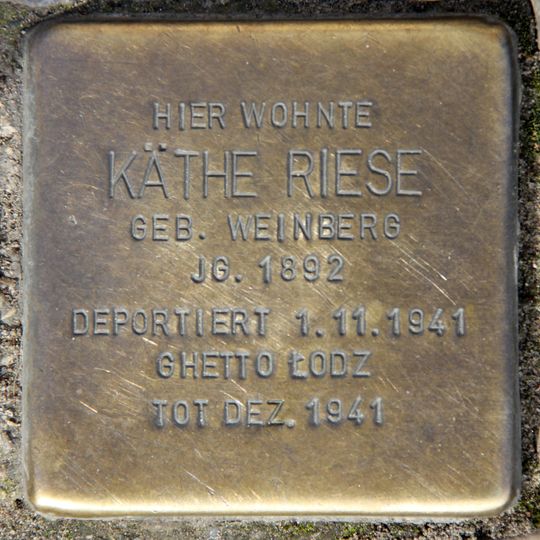 HIER WOHNTE
KÄTHE RIESE
GEB. WEINBERG
JG. 1892
DEPORTIERT 1.11.1941
GHETTO ŁODZ
TOT DEZ. 1941